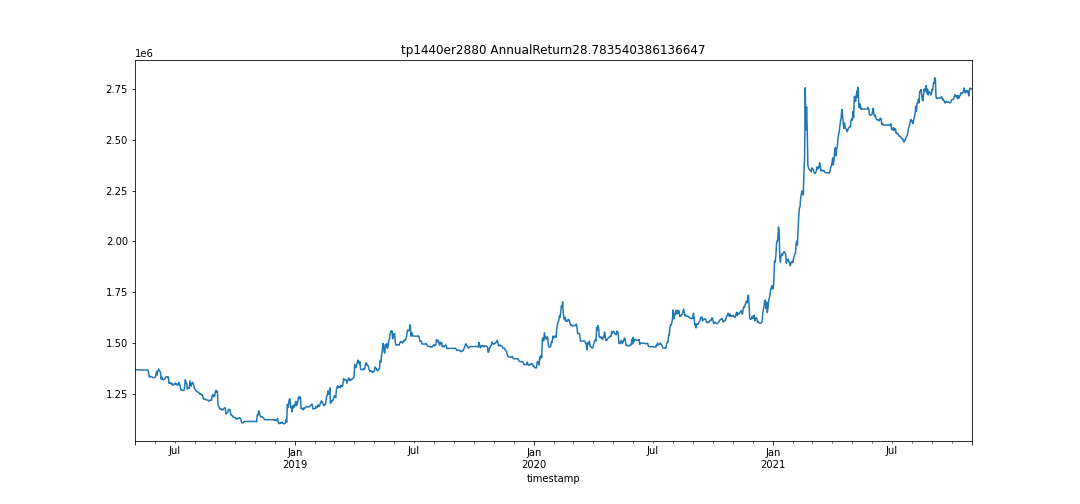 tp1440er2880 AnnualReturn28.783540386136647
1e6
2.75
2.50
2.25
2.00
1.75
1.50
1.25
Jul Jan Jul Jan Jul Jan Jul
2019 2020 2021
timestamp